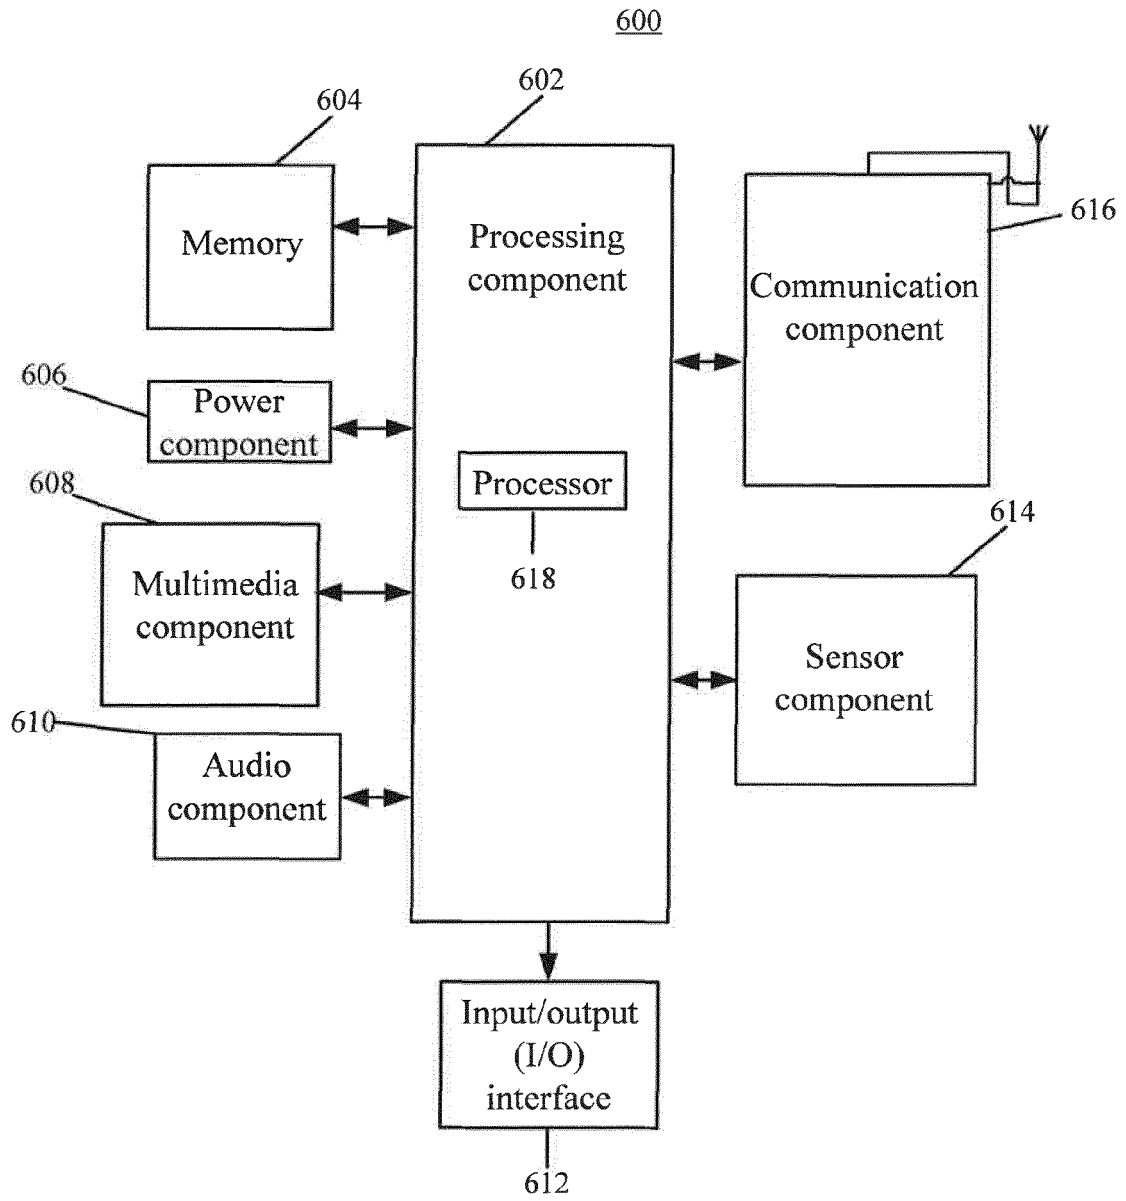 600
602
604
Memory
Processing
component
616
Communication
component
606
Power
component
608
Processor
618
614
Multimedia
component
Sensor
component
610
Audio
component
Input/output
(I/O)
interface
612